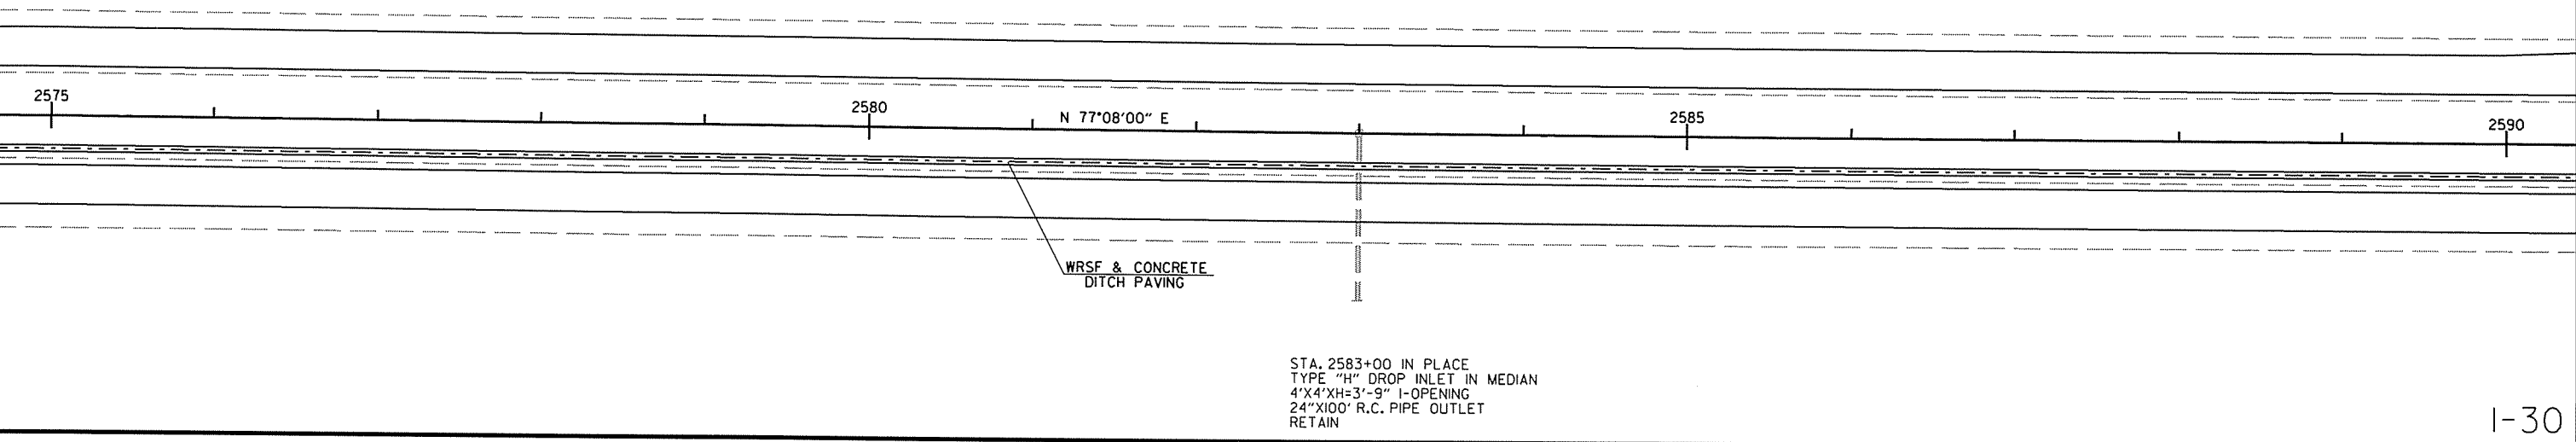 2575
2580
N 77°08'00" E
2585
2590
WRSF & CONCRETE
DITCH PAVING
STA. 2583+00 IN PLACE
TYPE "H" DROP INLET IN MEDIAN
4'X4'XH=3'-9" 1-OPENING
24"X100' R.C. PIPE OUTLET
RETAIN
I-30